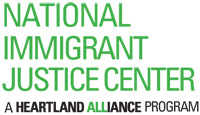 NATIONAL
IMMIGRANT
JUSTICE CENTER
A HEARTLAND ALLIANCE PROGRAM